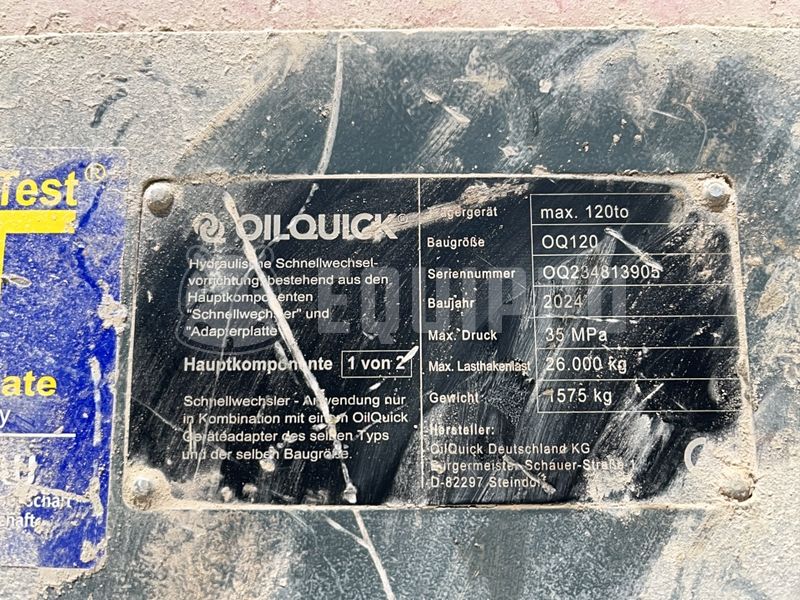 Test®
ate
OILQUICK®
Hydraulische Schnellwechsel-
vorrichtung bestehend aus den
Hauptkomponenten
"Schnellwechsler" und
"Adapterplatte"
Hauptkomponente 1 von 2
Schnellwechsler - Anwendung nur
in Kombination mit einem OilQuick
Geräteadapter des selben Typs
und der selben Baugröße.
Trägergerät max. 120to
Baugröße OQ120
Seriennummer OQ234813905
Baujahr 2024
Max. Druck 35 MPa
Max. Lasthakenlast 26.000 kg
Gewicht 1575 kg
Hersteller:
OilQuick Deutschland KG
Bürgermeister-Schauer-Straße 1
D-82297 Steindorf
EQUIPPO